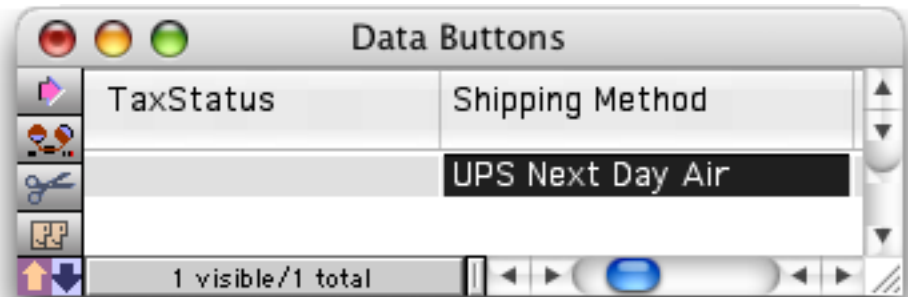 Data Buttons
TaxStatus Shipping Method
UPS Next Day Air
1 visible/1 total